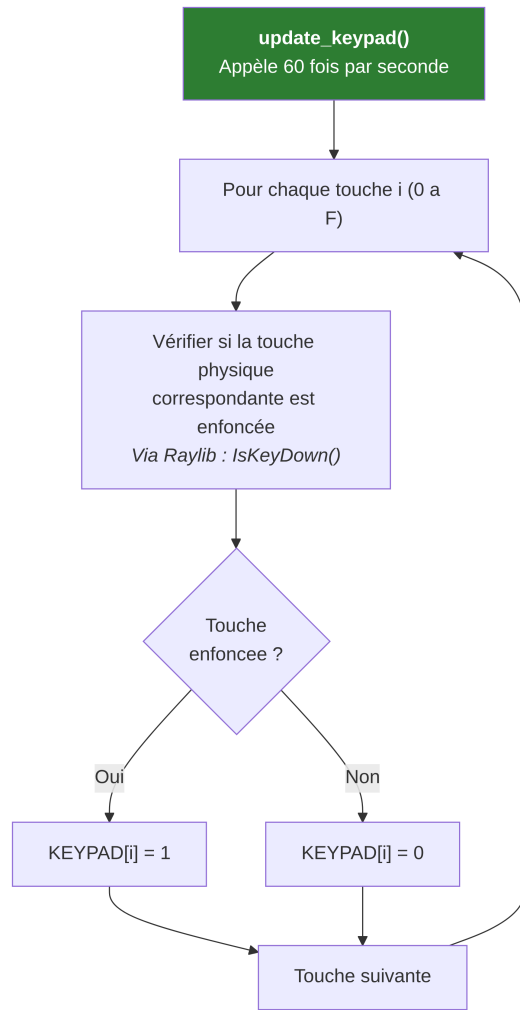 update_keypad()
Appèle 60 fois par seconde
Pour chaque touche i (0 a
F)
Vérifier si la touche
physique
correspondante est
enfoncée
Via Raylib : IsKeyDown()
Touche
enfoncee ?
Oui
Non
KEYPAD[i] = 1
KEYPAD[i] = 0
Touche suivante